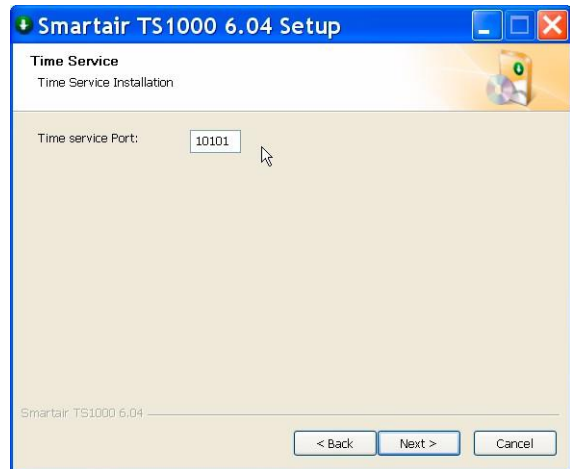 Smartair TS1000 6.04 Setup
Time Service
Time Service Installation
Time service Port: 10101
Smartair TS1000 6.04
< Back Next > Cancel